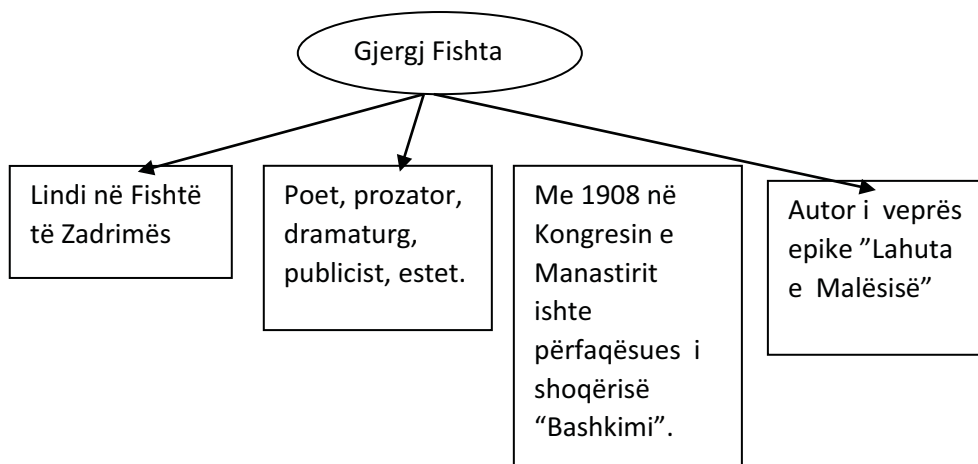 Gjergj Fishta
Lindi në Fishtë
të Zadrimës
Poet, prozator,
dramaturg,
publicist, estet.
Me 1908 në
Kongresin e
Manastirit
ishte
përfaqësues i
shoqërisë
“Bashkimi”.
Autor i veprës
epike ”Lahuta
e Malësisë”